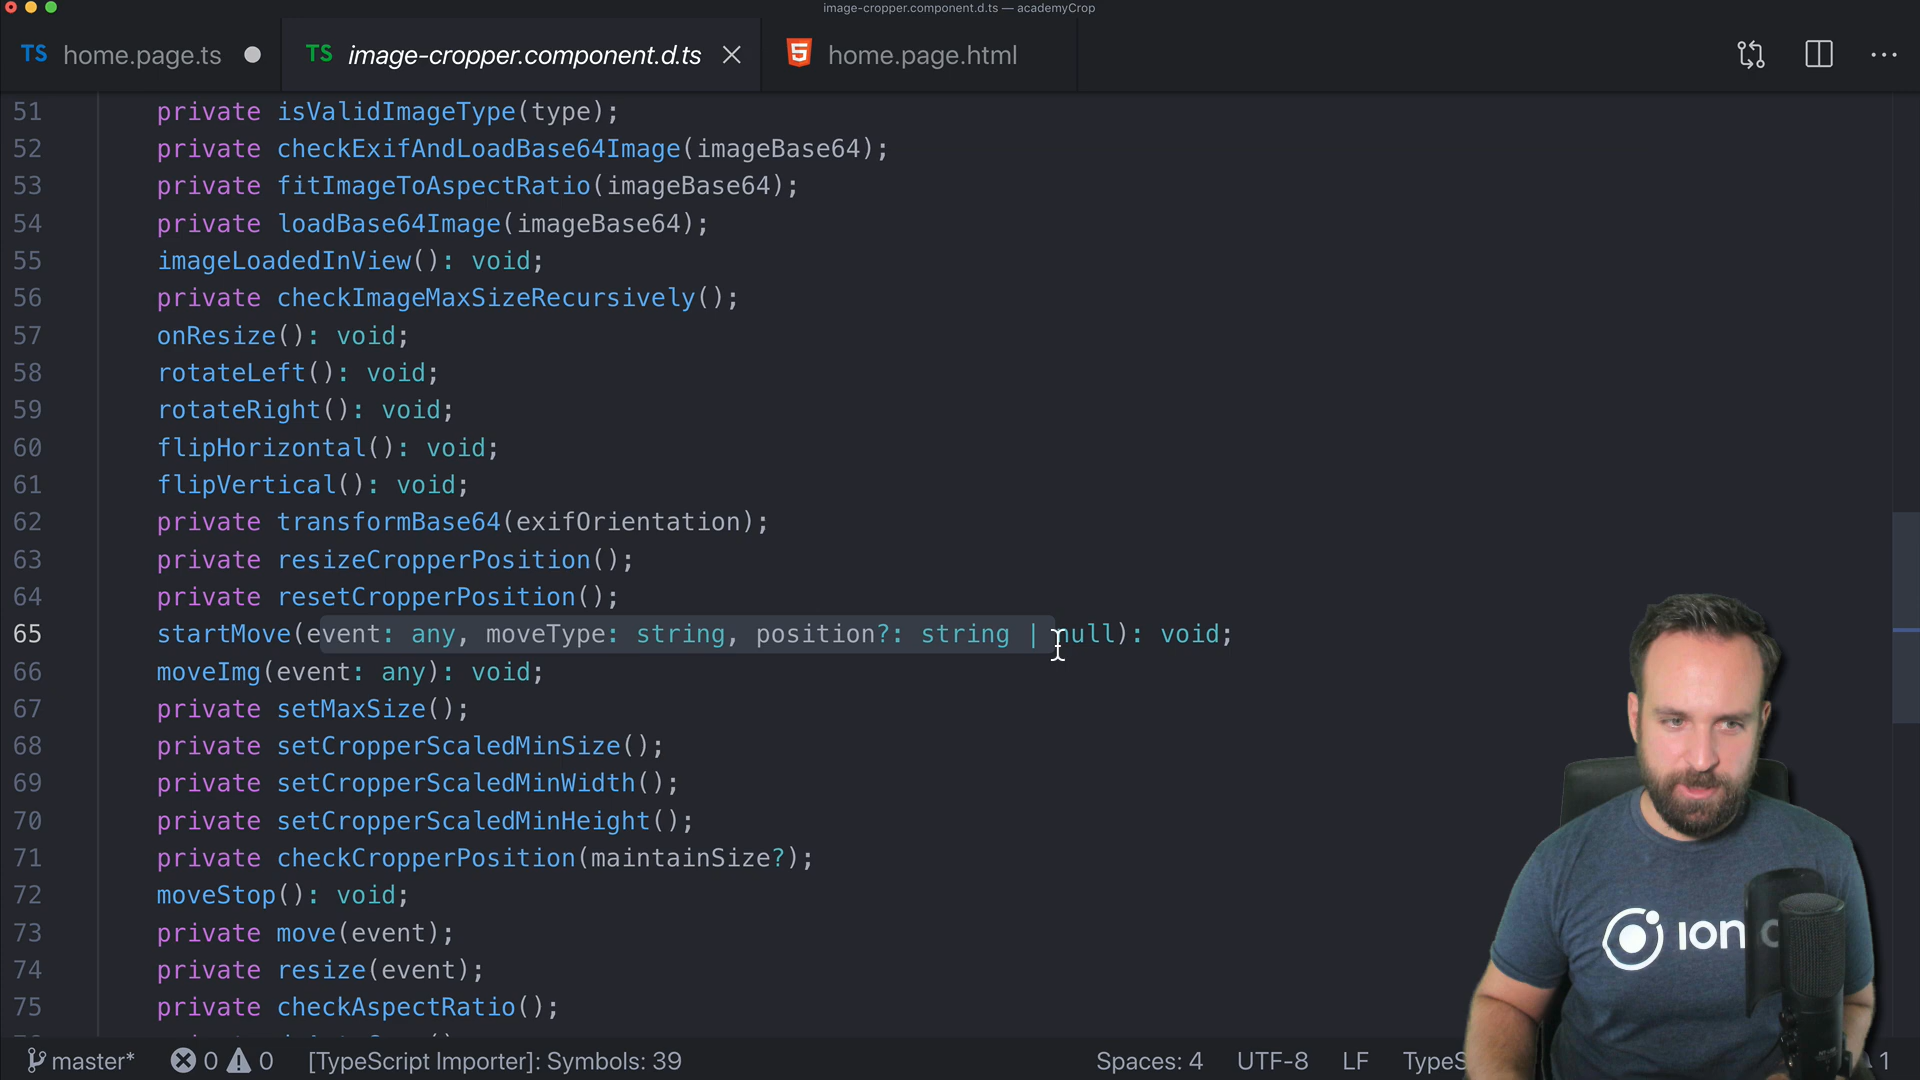 image-cropper.component.d.ts — academyCrop
TS home.page.ts
TS image-cropper.component.d.ts
5 home.page.html
51 private isValidImageType(type);
52 private checkExifAndLoadBase64Image(imageBase64);
53 private fitImageToAspectRatio(imageBase64);
54 private loadBase64Image(imageBase64);
55 imageLoadedInView(): void;
56 private checkImageMaxSizeRecursively();
57 onResize(): void;
58 rotateLeft(): void;
59 rotateRight(): void;
60 flipHorizontal(): void;
61 flipVertical(): void;
62 private transformBase64(exifOrientation);
63 private resizeCropperPosition();
64 private resetCropperPosition();
65 startMove(event: any, moveType: string, position?: string | null): void;
66 moveImg(event: any): void;
67 private setMaxSize();
68 private setCropperScaledMinSize();
69 private setCropperScaledMinWidth();
70 private setCropperScaledMinHeight();
71 private checkCropperPosition(maintainSize?);
72 moveStop(): void;
73 private move(event);
74 private resize(event);
75 private checkAspectRatio();
ion
master* 0 0 [TypeScript Importer]: Symbols: 39 Spaces: 4 UTF-8 LF TypeS 1